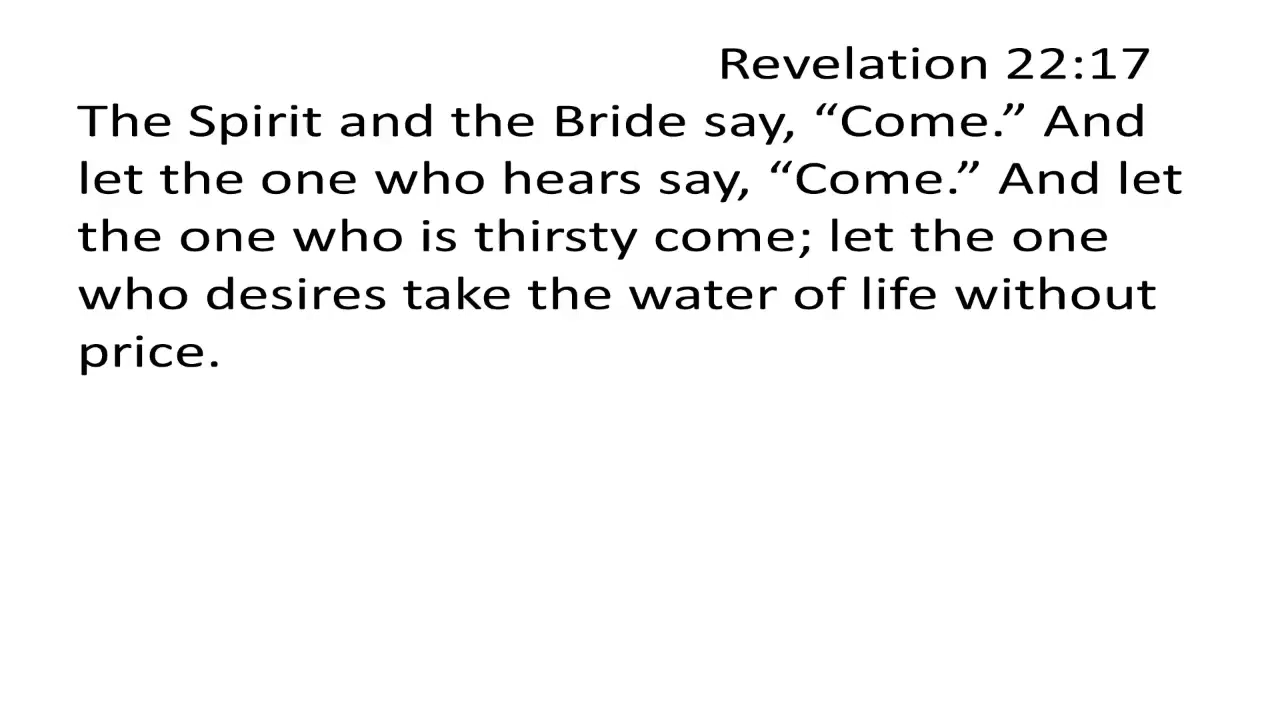 Revelation 22:17
The Spirit and the Bride say, “Come.” And
let the one who hears say, “Come.” And let
the one who is thirsty come; let the one
who desires take the water of life without
price.